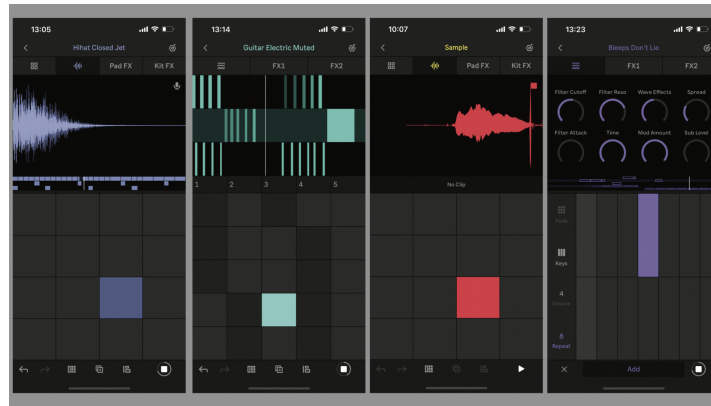 13:05
Hihat Closed Jet
Pad FX
Kit FX
13:14
Guitar Electric Muted
FX1
FX2
1 2 3 4 5
10:07
Sample
Pad FX
Kit FX
No Clip
13:23
Bleeps Don't Lie
FX1
FX2
Filter Cutoff Filter Reso Wave Effects Spread
Filter Attack Time Mod Amount Sub Level
Pads
Keys
4
Octave
8
Repeat
Add